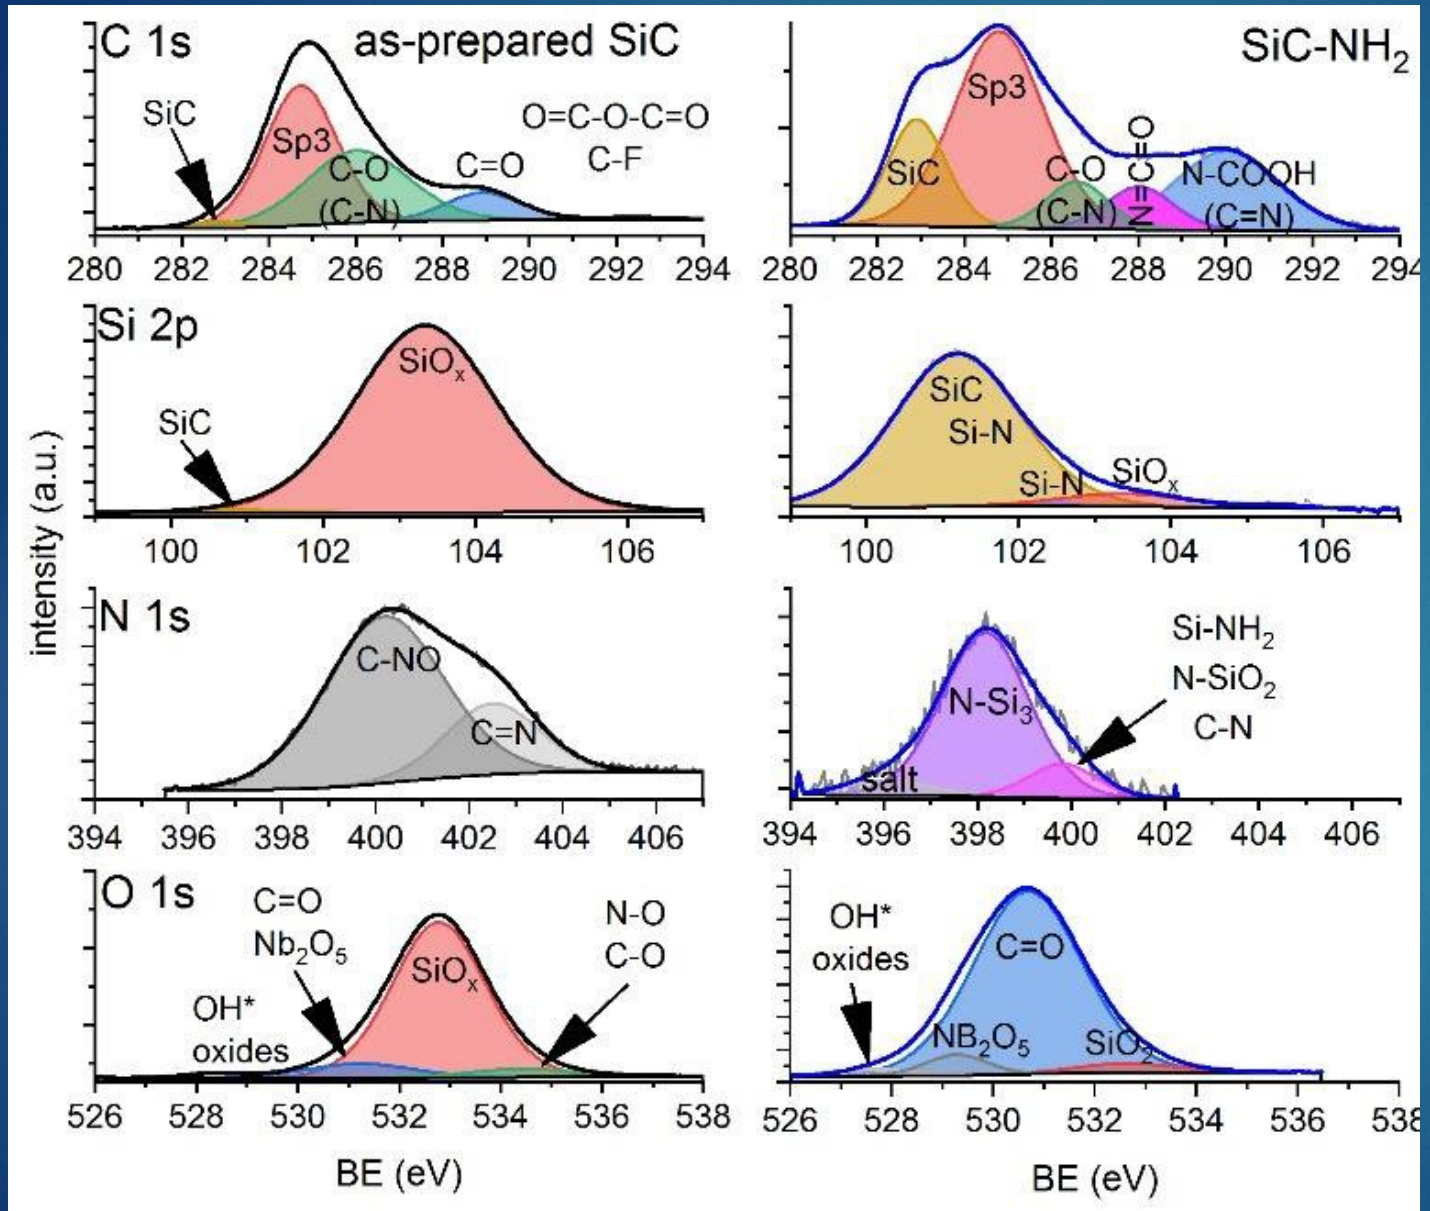 C 1s
as-prepared SiC
SiC
Sp3
C-O
(C-N)
C=O
O=C-O-C=O
C-F
280 282 284 286 288 290 292 294
SiC-NH₂
SiC
Sp3
C-O
(C-N)
N=C=O
N-COOH
(C=N)
280 282 284 286 288 290 292 294
Si 2p
SiC
SiOₓ
100 102 104 106
SiC
Si-N
Si-N
SiOₓ
100 102 104 106
intensity (a.u.)
N 1s
C-NO
C=N
394 396 398 400 402 404 406
salt
N-Si₃
Si-NH₂
N-SiO₂
C-N
394 396 398 400 402 404 406
O 1s
C=O
Nb₂O₅
OH*
oxides
SiOₓ
N-O
C-O
526 528 530 532 534 536 538
BE (eV)
OH*
oxides
C=O
NB₂O₅
SiO₂
526 528 530 532 534 536 538
BE (eV)